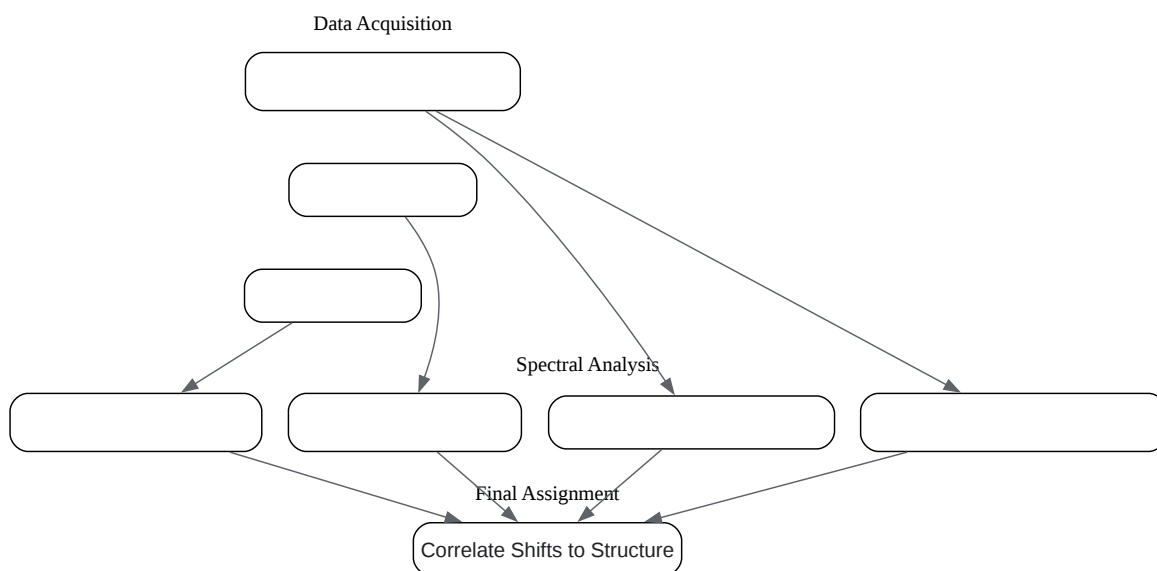 Data Acquisition
Spectral Analysis
Final Assignment
Correlate Shifts to Structure